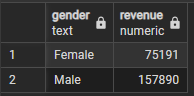 gender revenue
text numeric
1 Female 75191
2 Male 157890